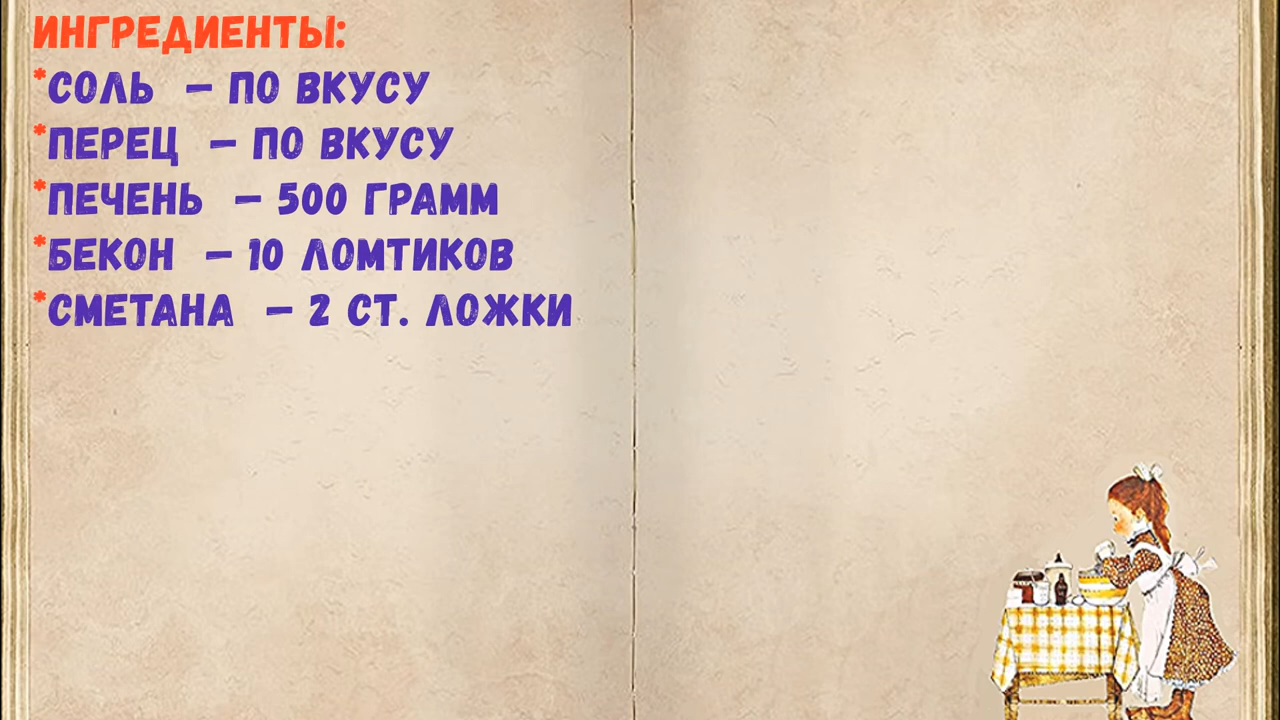 ИНГРЕДИЕНТЫ:
*СОЛЬ – ПО ВКУСУ
*ПЕРЕЦ – ПО ВКУСУ
*ПЕЧЕНЬ – 500 ГРАММ
*БЕКОН – 10 ЛОМТИКОВ
*СМЕТАНА – 2 СТ. ЛОЖКИ